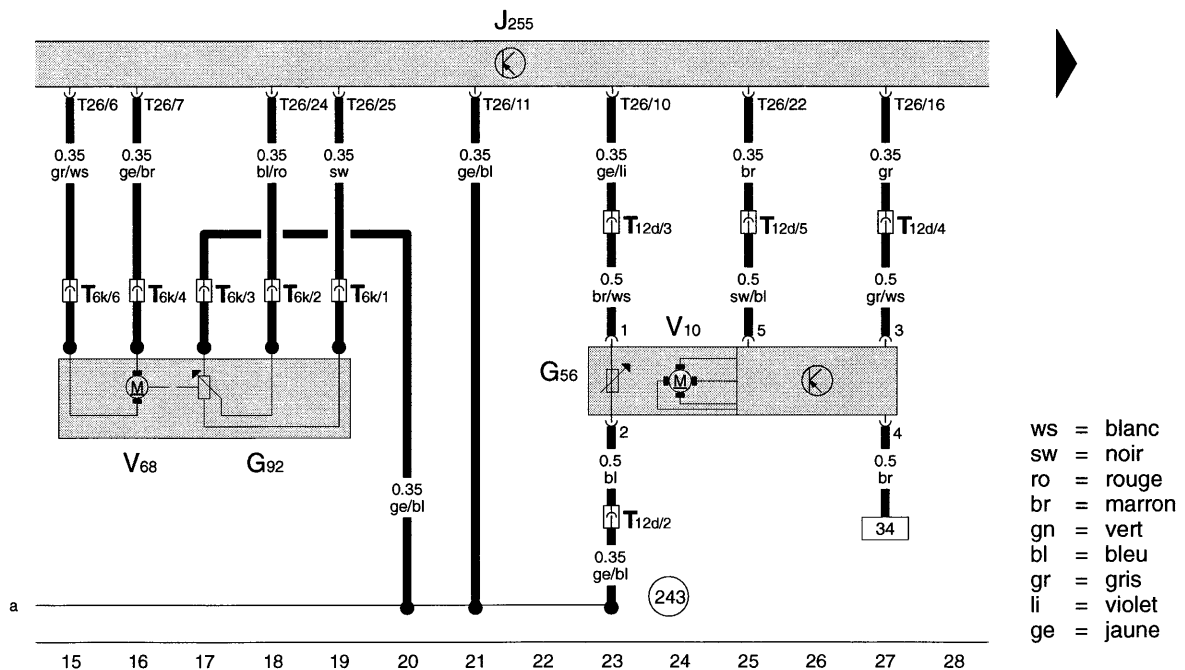 J255
T26/6 T26/7 T26/24 T26/25 T26/11 T26/10 T26/22 T26/16
0.35 0.35 0.35 0.35 0.35 0.35 0.35 0.35
gr/ws ge/br bl/ro sw ge/bl ge/li br gr
T12d/3 T12d/5 T12d/4
0.5 0.5 0.5
br/ws sw/bl gr/ws
T6k/6 T6k/4 T6k/3 T6k/2 T6k/1
1 V10 5 3
G56
M M
2 4
V68 G92
0.5 0.5
bl br
0.35
ge/bl
T12d/2
34
0.35
ge/bl
243
a
15 16 17 18 19 20 21 22 23 24 25 26 27 28
ws = blanc
sw = noir
ro = rouge
br = marron
gn = vert
bl = bleu
gr = gris
li = violet
ge = jaune